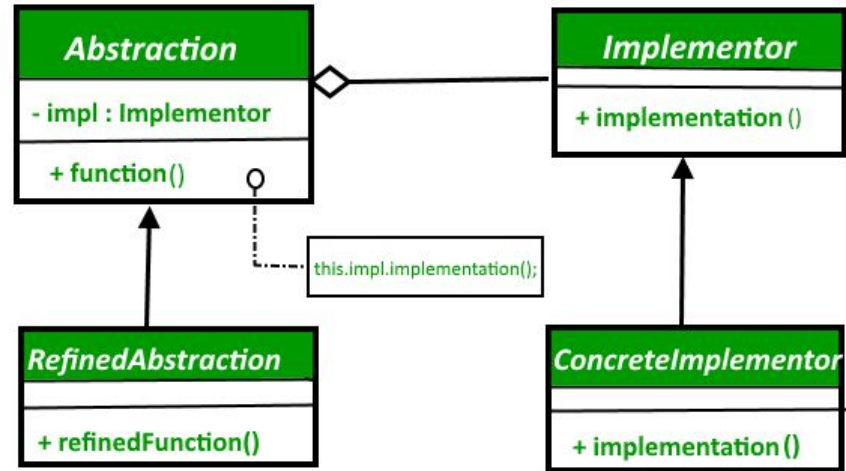 Abstraction
- impl : Implementor
+ function()
Implementor
+ implementation ()
this.impl.implementation();
RefinedAbstraction
+ refinedFunction()
ConcreteImplementor
+ implementation ()